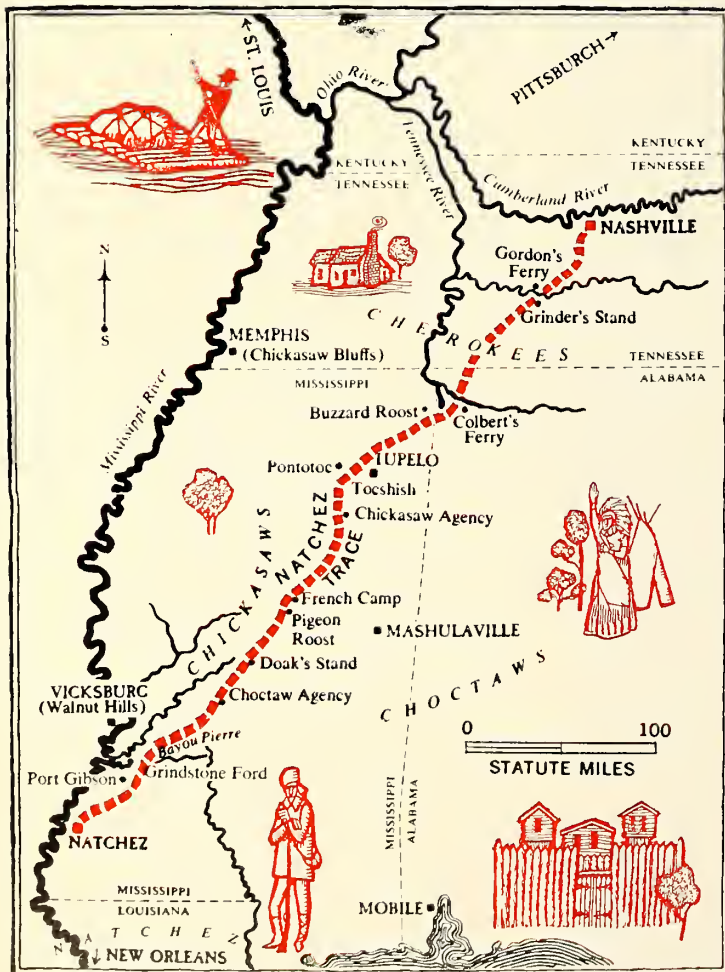 ST. LOUIS
Ohio River
PITTSBURCH
Tennessee River
KENTUCKY
TENNESSEE
KENTUCKY
TENNESSEE
Cumberland River
NASHVILLE
Gordon's
Ferry
Grinder's Stand
N
S
CHEROKEES
MEMPHIS
(Chickasaw Bluffs)
TENNESSEE
ALABAMA
MISSISSIPPI
Mississippi River
Buzzard Roost
Colbert's
Ferry
TUPELO
Pontotoc
Tocshish
Chickasaw Agency
NATCHEZ
TRACE
CHICKASAWS
French Camp
Pigeon
Roost
MASHULAVILLE
Doak's Stand
CHOCTAWS
VICKSBURG
(Walnut Hills)
Choctaw Agency
0 100
STATUTE MILES
Bayou Pierre
Port Gibson
Grindstone Ford
MISSISSIPPI
ALABAMA
NATCHEZ
MISSISSIPPI
LOUISIANA
MOBILE
NATCHEZ
NEW ORLEANS